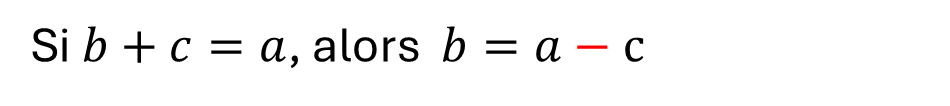 Si b + c = a, alors b = a − c